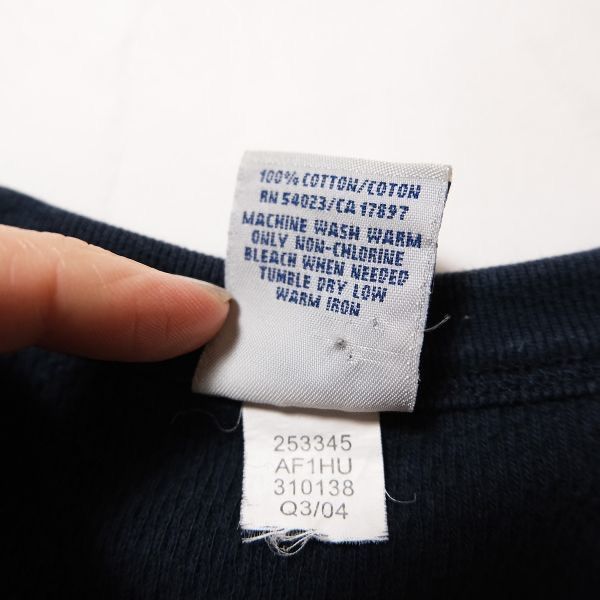 100% COTTON/COTON
RN 54023/CA 17897
MACHINE WASH WARM
ONLY NON-CHLORINE
BLEACH WHEN NEEDED
TUMBLE DRY LOW
WARM IRON
253345
AF1HU
310138
Q3/04